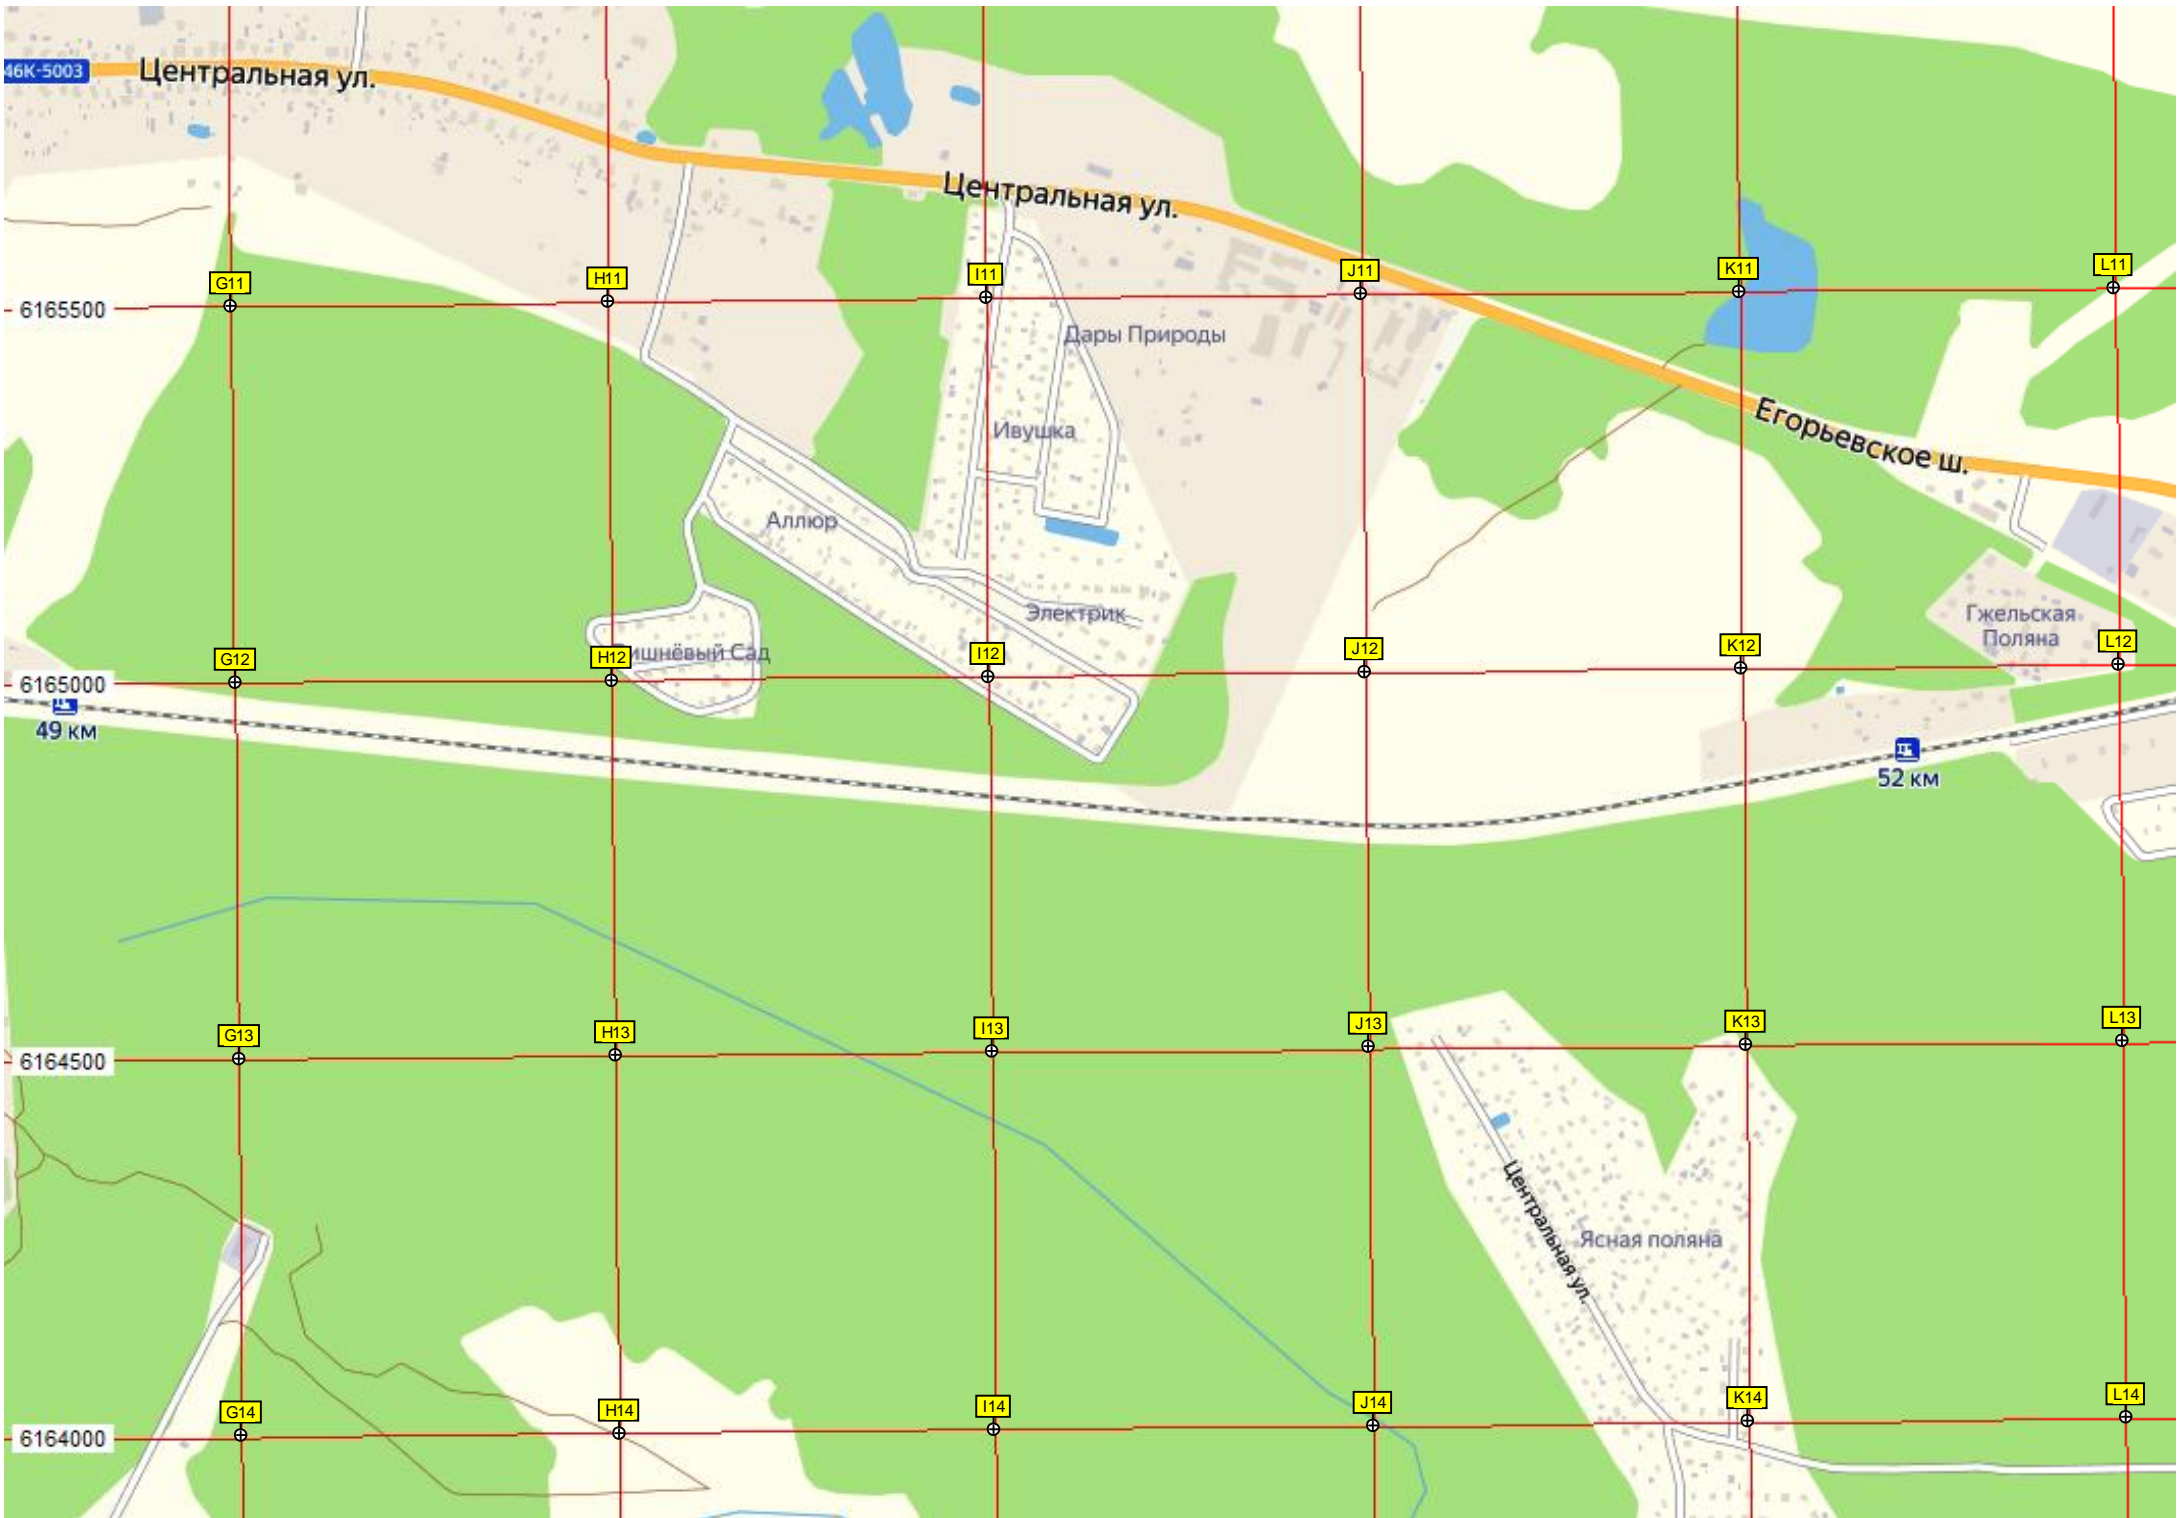 46К-5003
Центральная ул.
Центральная ул.
G11
H11
I11
J11
K11
L11
6165500
Дары Природы
Ивушка
Егорьевское ш.
Аллюр
Электрик
Гжельская
Поляна
G12
H12
ишнёвый Сад
I12
J12
K12
L12
6165000
49 км
52 км
G13
H13
I13
J13
K13
L13
6164500
Центральная ул.
Ясная поляна
G14
H14
I14
J14
K14
L14
6164000